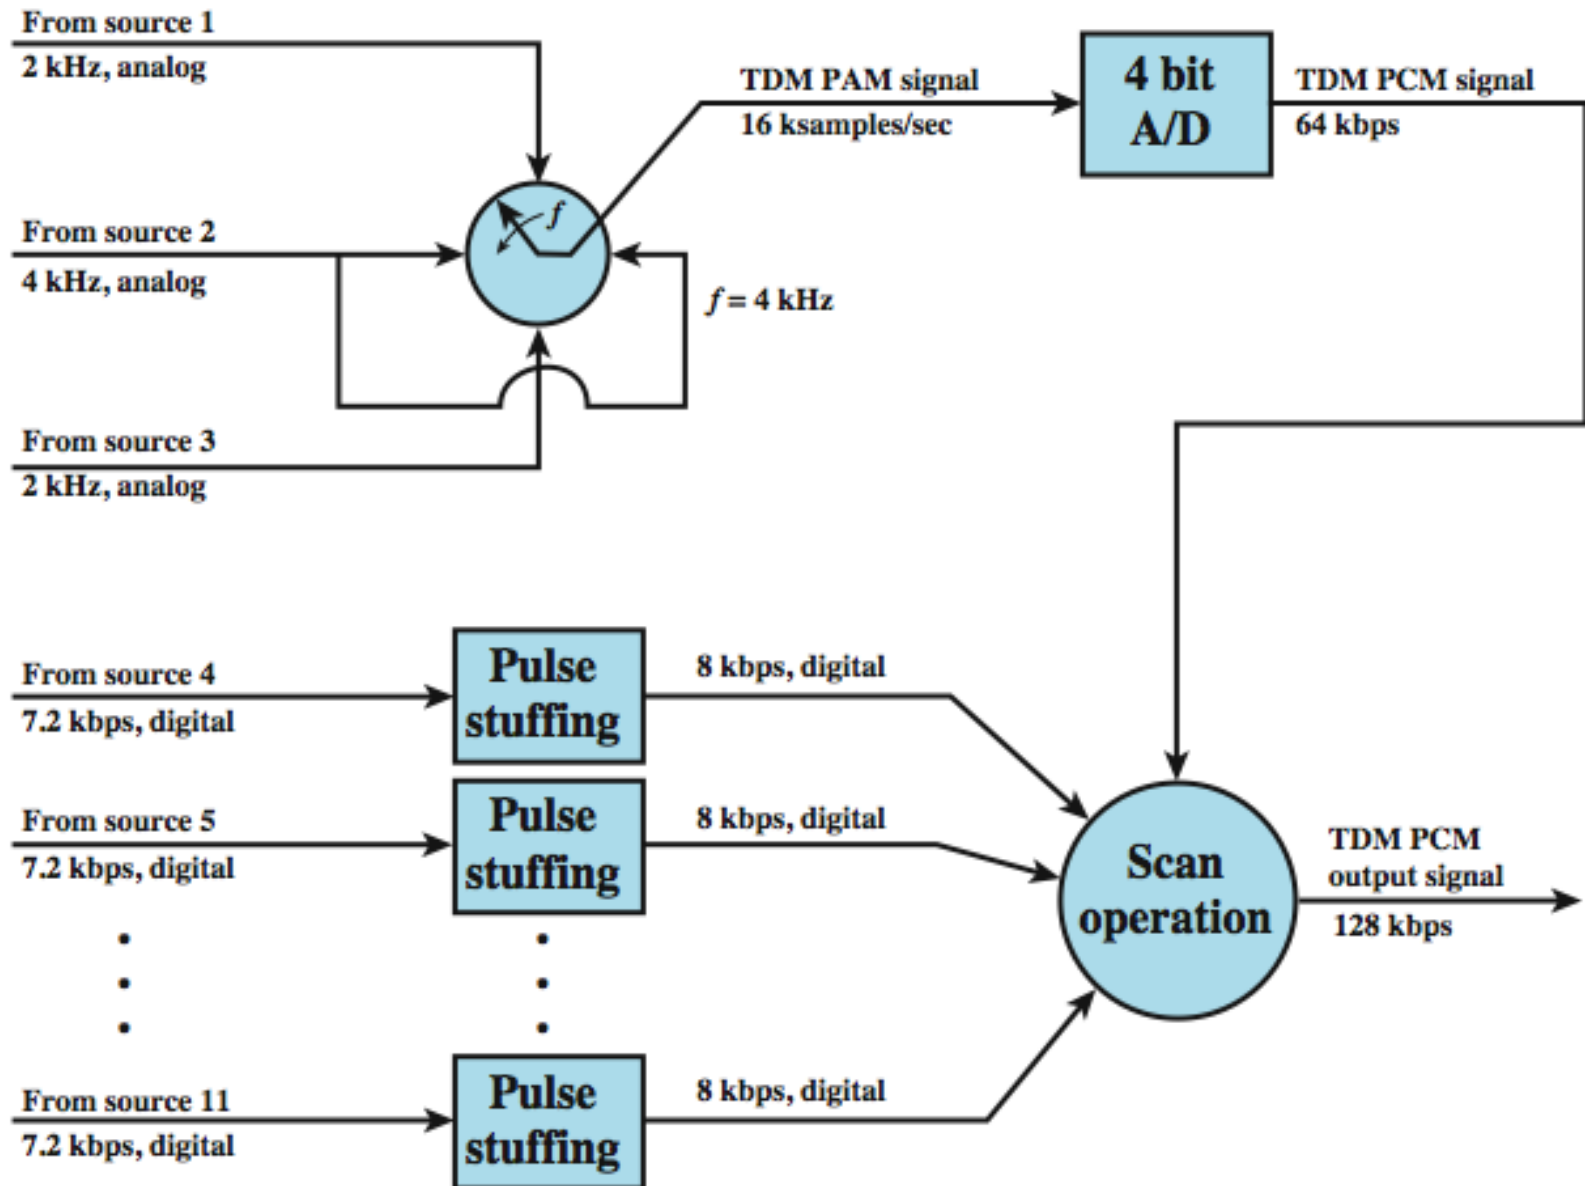 From source 1
2 kHz, analog
TDM PAM signal
16 ksamples/sec
4 bit
A/D
TDM PCM signal
64 kbps
f
From source 2
4 kHz, analog
f = 4 kHz
From source 3
2 kHz, analog
From source 4
7.2 kbps, digital
Pulse
stuffing
8 kbps, digital
From source 5
7.2 kbps, digital
Pulse
stuffing
8 kbps, digital
Scan
operation
TDM PCM
output signal
128 kbps
From source 11
7.2 kbps, digital
Pulse
stuffing
8 kbps, digital